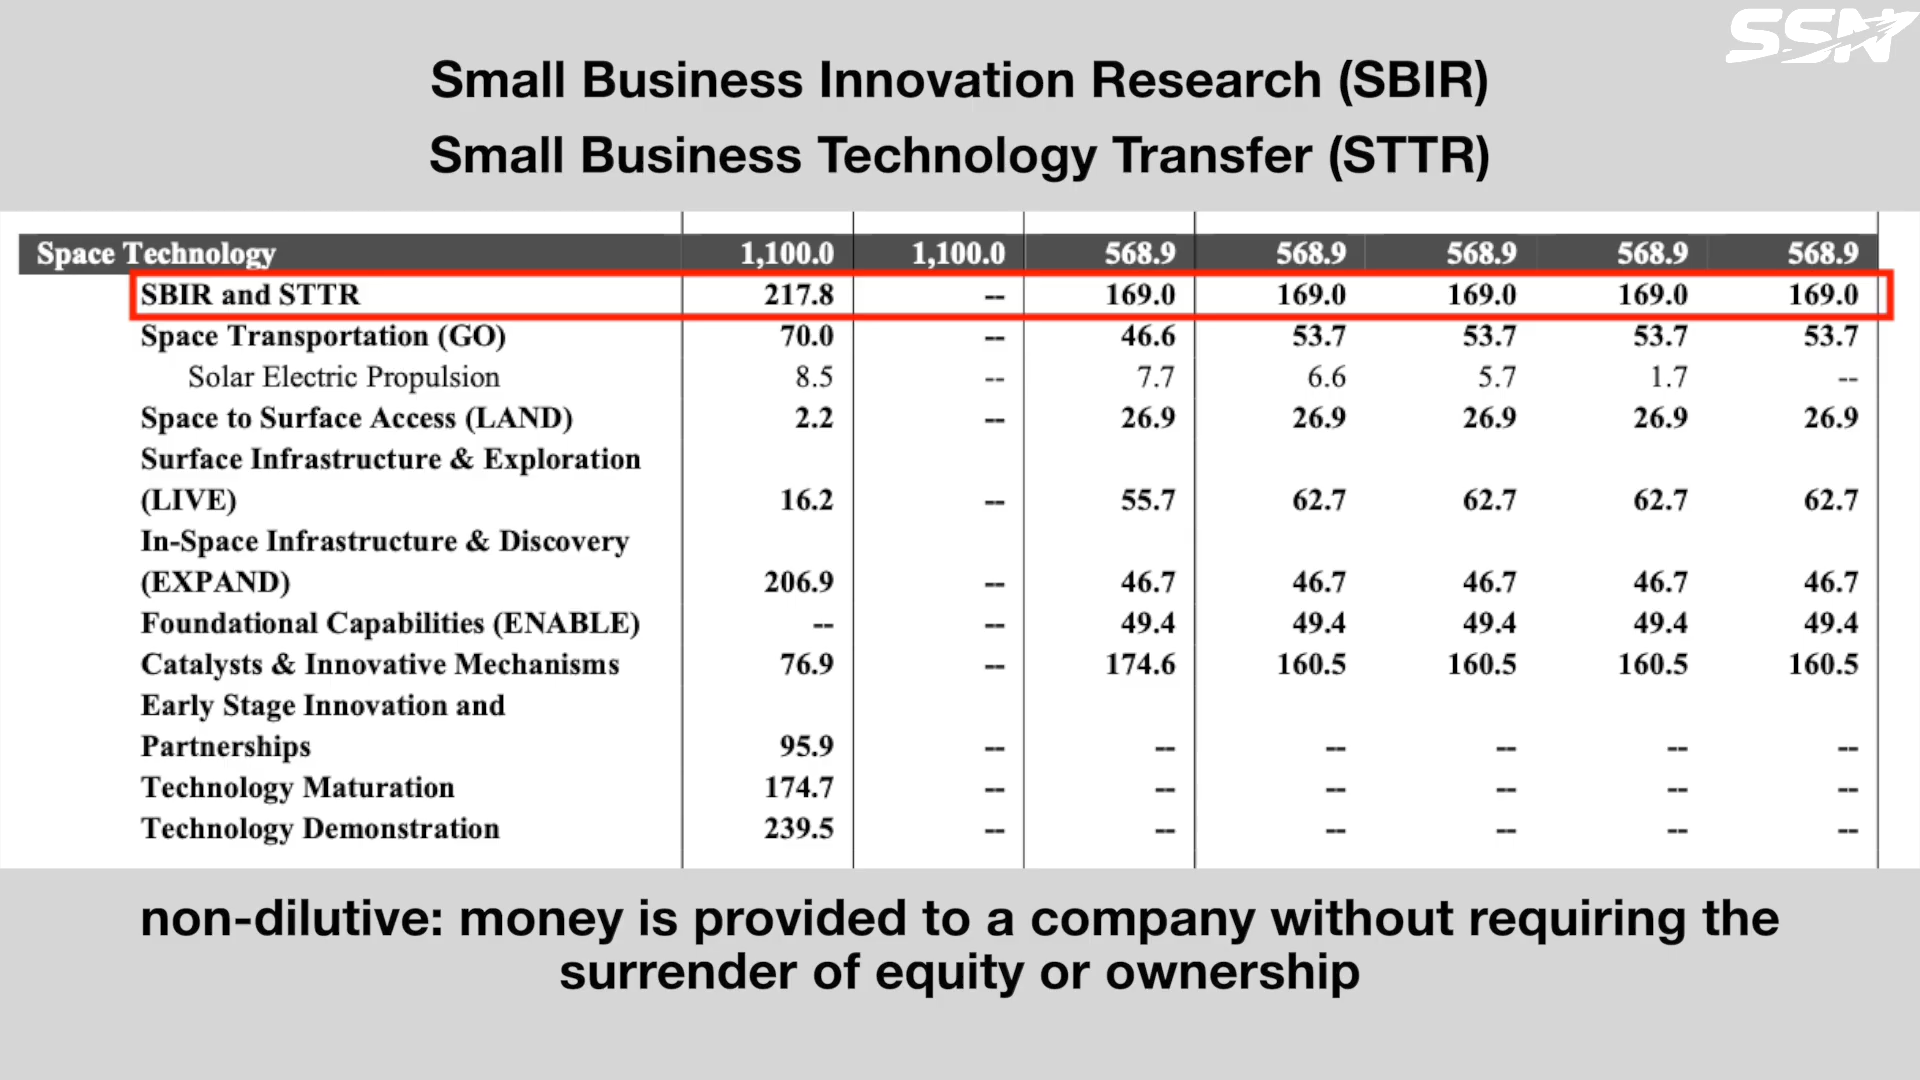 SSN
Small Business Innovation Research (SBIR)
Small Business Technology Transfer (STTR)
Space Technology 1,100.0 1,100.0 568.9 568.9 568.9 568.9 568.9
SBIR and STTR 217.8 -- 169.0 169.0 169.0 169.0 169.0
Space Transportation (GO) 70.0 -- 46.6 53.7 53.7 53.7 53.7
Solar Electric Propulsion 8.5 -- 7.7 6.6 5.7 1.7 --
Space to Surface Access (LAND) 2.2 -- 26.9 26.9 26.9 26.9 26.9
Surface Infrastructure & Exploration
(LIVE) 16.2 -- 55.7 62.7 62.7 62.7 62.7
In-Space Infrastructure & Discovery
(EXPAND) 206.9 -- 46.7 46.7 46.7 46.7 46.7
Foundational Capabilities (ENABLE) -- -- 49.4 49.4 49.4 49.4 49.4
Catalysts & Innovative Mechanisms 76.9 -- 174.6 160.5 160.5 160.5 160.5
Early Stage Innovation and
Partnerships 95.9 -- -- -- -- -- --
Technology Maturation 174.7 -- -- -- -- -- --
Technology Demonstration 239.5 -- -- -- -- -- --
non-dilutive: money is provided to a company without requiring the
surrender of equity or ownership